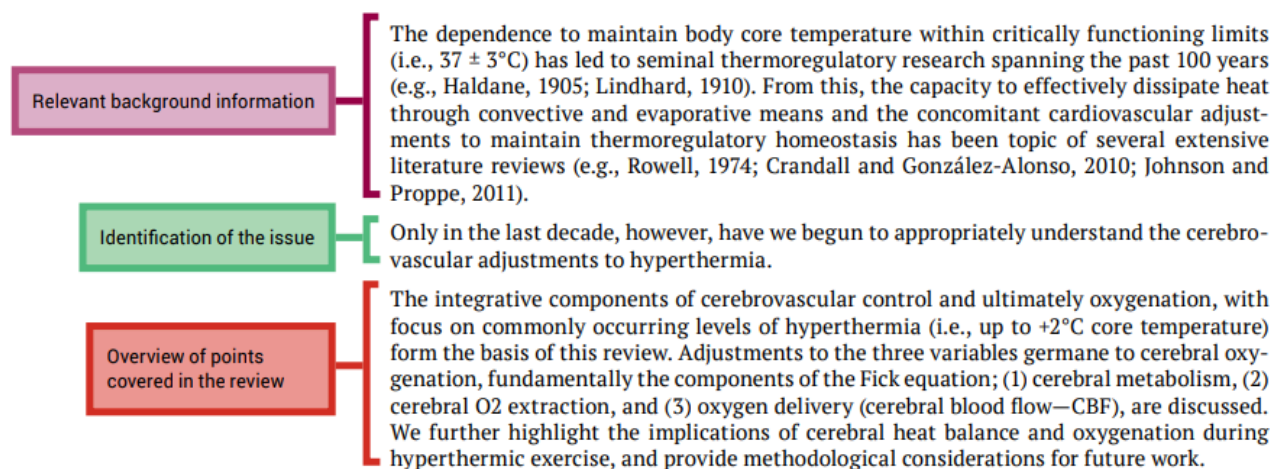 Relevant background information
The dependence to maintain body core temperature within critically functioning limits
(i.e., 37 ± 3°C) has led to seminal thermoregulatory research spanning the past 100 years
(e.g., Haldane, 1905; Lindhard, 1910). From this, the capacity to effectively dissipate heat
through convective and evaporative means and the concomitant cardiovascular adjust-
ments to maintain thermoregulatory homeostasis has been topic of several extensive
literature reviews (e.g., Rowell, 1974; Crandall and González-Alonso, 2010; Johnson and
Proppe, 2011).
Identification of the issue
Only in the last decade, however, have we begun to appropriately understand the cerebro-
vascular adjustments to hyperthermia.
Overview of points
covered in the review
The integrative components of cerebrovascular control and ultimately oxygenation, with
focus on commonly occurring levels of hyperthermia (i.e., up to +2°C core temperature)
form the basis of this review. Adjustments to the three variables germane to cerebral oxy-
genation, fundamentally the components of the Fick equation; (1) cerebral metabolism, (2)
cerebral O2 extraction, and (3) oxygen delivery (cerebral blood flow—CBF), are discussed.
We further highlight the implications of cerebral heat balance and oxygenation during
hyperthermic exercise, and provide methodological considerations for future work.